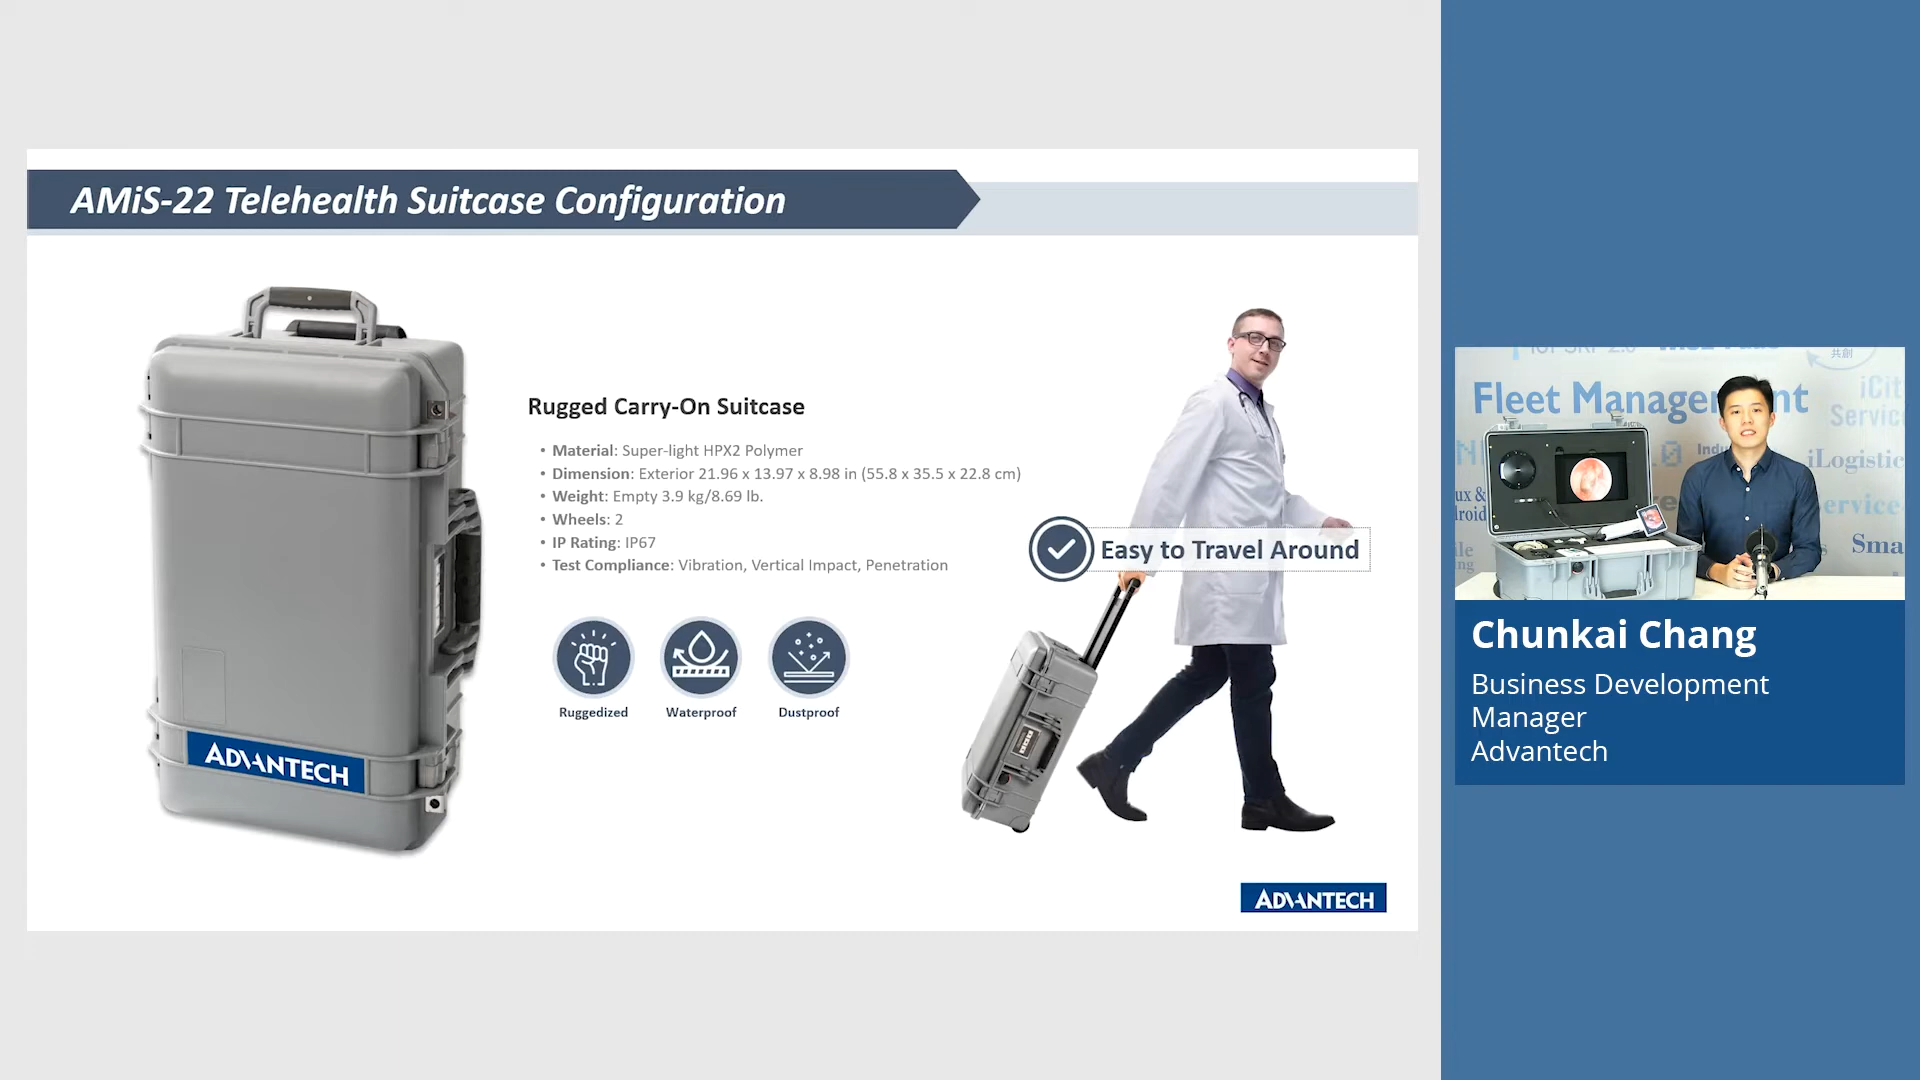 AMiS-22 Telehealth Suitcase Configuration
Rugged Carry-On Suitcase
• Material: Super-light HPX2 Polymer
• Dimension: Exterior 21.96 x 13.97 x 8.98 in (55.8 x 35.5 x 22.8 cm)
• Weight: Empty 3.9 kg/8.69 lb.
• Wheels: 2
• IP Rating: IP67
• Test Compliance: Vibration, Vertical Impact, Penetration
Ruggedized
Waterproof
Dustproof
ADVANTECH
Easy to Travel Around
ADVANTECH
共創
Fleet Manag
nt
iCit
Servic
iLogistic
ervice
Sma
Chunkai Chang
Business Development
Manager
Advantech